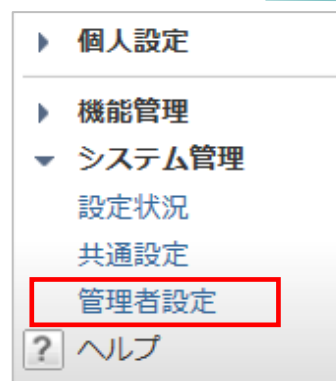 個人設定
機能管理
システム管理
設定状況
共通設定
管理者設定
? ヘルプ